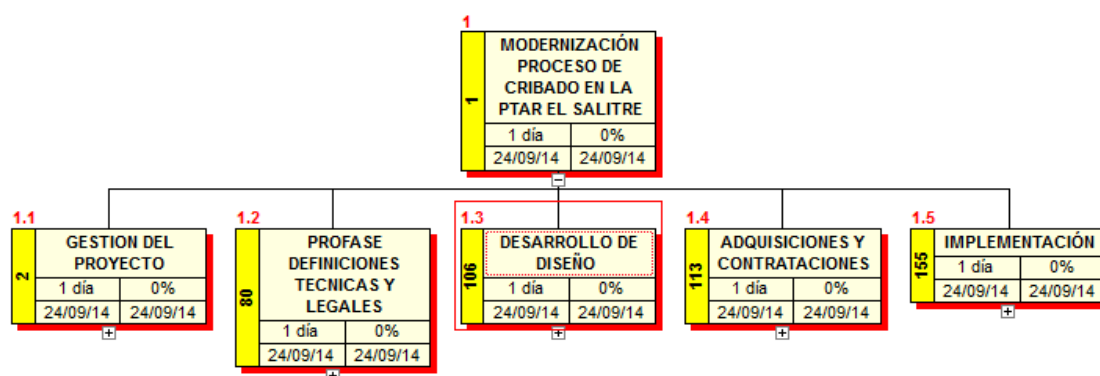 1
1
MODERNIZACIÓN
PROCESO DE
CRIBADO EN LA
PTAR EL SALITRE
1 día 0%
24/09/14 24/09/14
1.1
2
GESTION DEL
PROYECTO
1 día 0%
24/09/14 24/09/14
1.2
80
PROFASE
DEFINICIONES
TECNICAS Y
LEGALES
1 día 0%
24/09/14 24/09/14
1.3
106
DESARROLLO DE
DISEÑO
1 día 0%
24/09/14 24/09/14
1.4
113
ADQUISICIONES Y
CONTRATACIONES
1 día 0%
24/09/14 24/09/14
1.5
155
IMPLEMENTACIÓN
1 día 0%
24/09/14 24/09/14